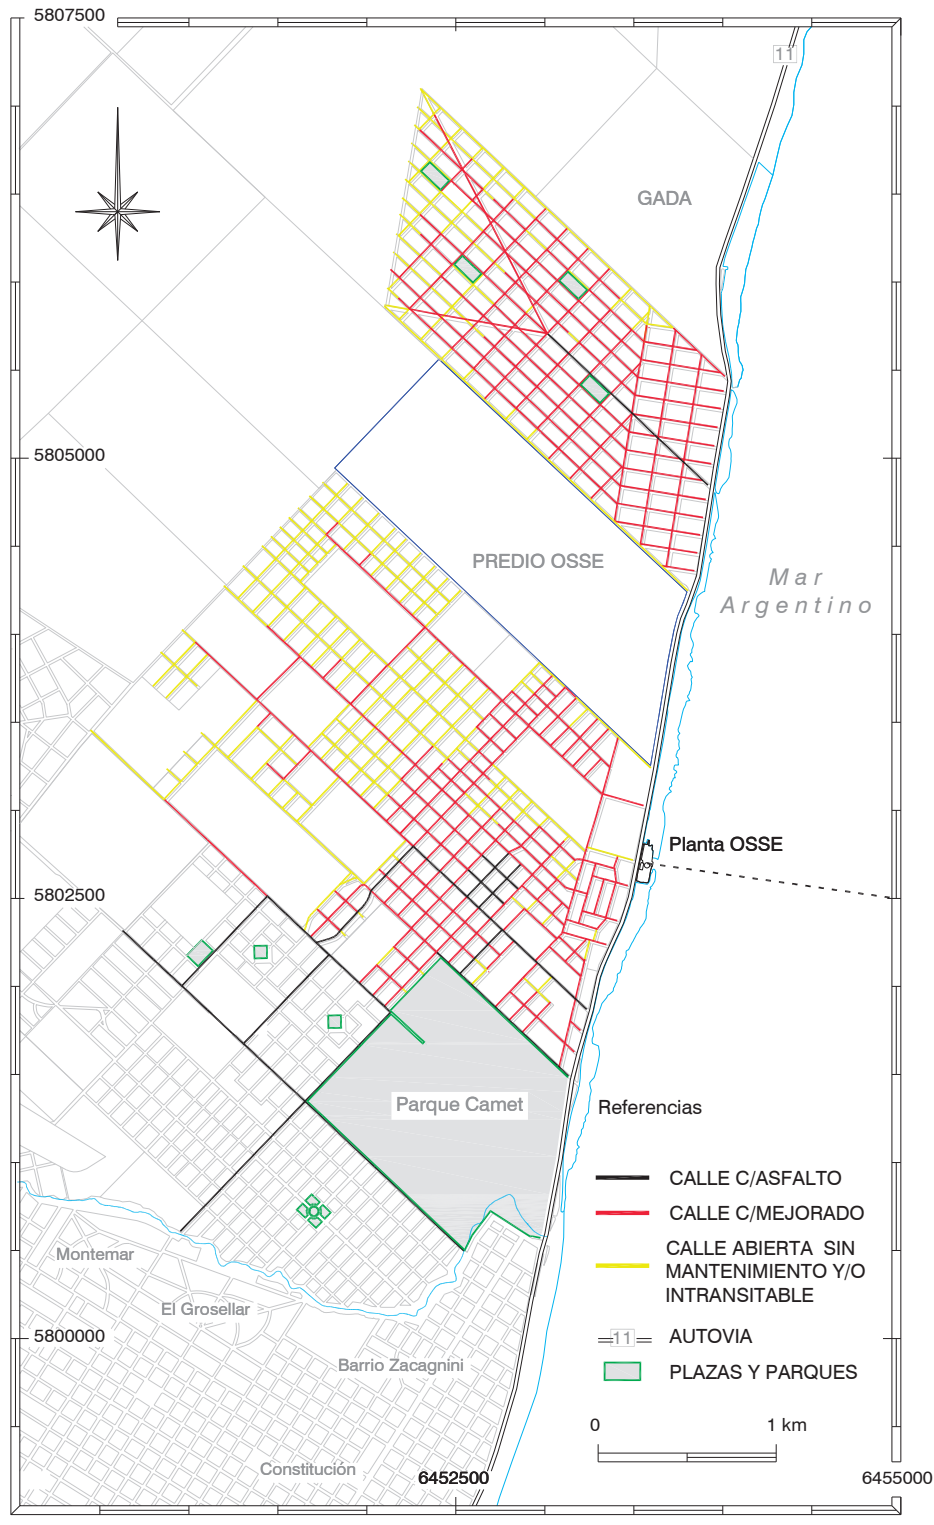 5807500
11
GADA
5805000
PREDIO OSSE
Mar
Argentino
Planta OSSE
5802500
Parque Camet
Referencias
CALLE C/ASFALTO
CALLE C/MEJORADO
CALLE ABIERTA SIN
MANTENIMIENTO Y/O
INTRANSITABLE
Montemar
El Grosellar
5800000
11 AUTOVIA
Barrio Zacagnini
PLAZAS Y PARQUES
0 1 km
Constitución
6452500
6455000